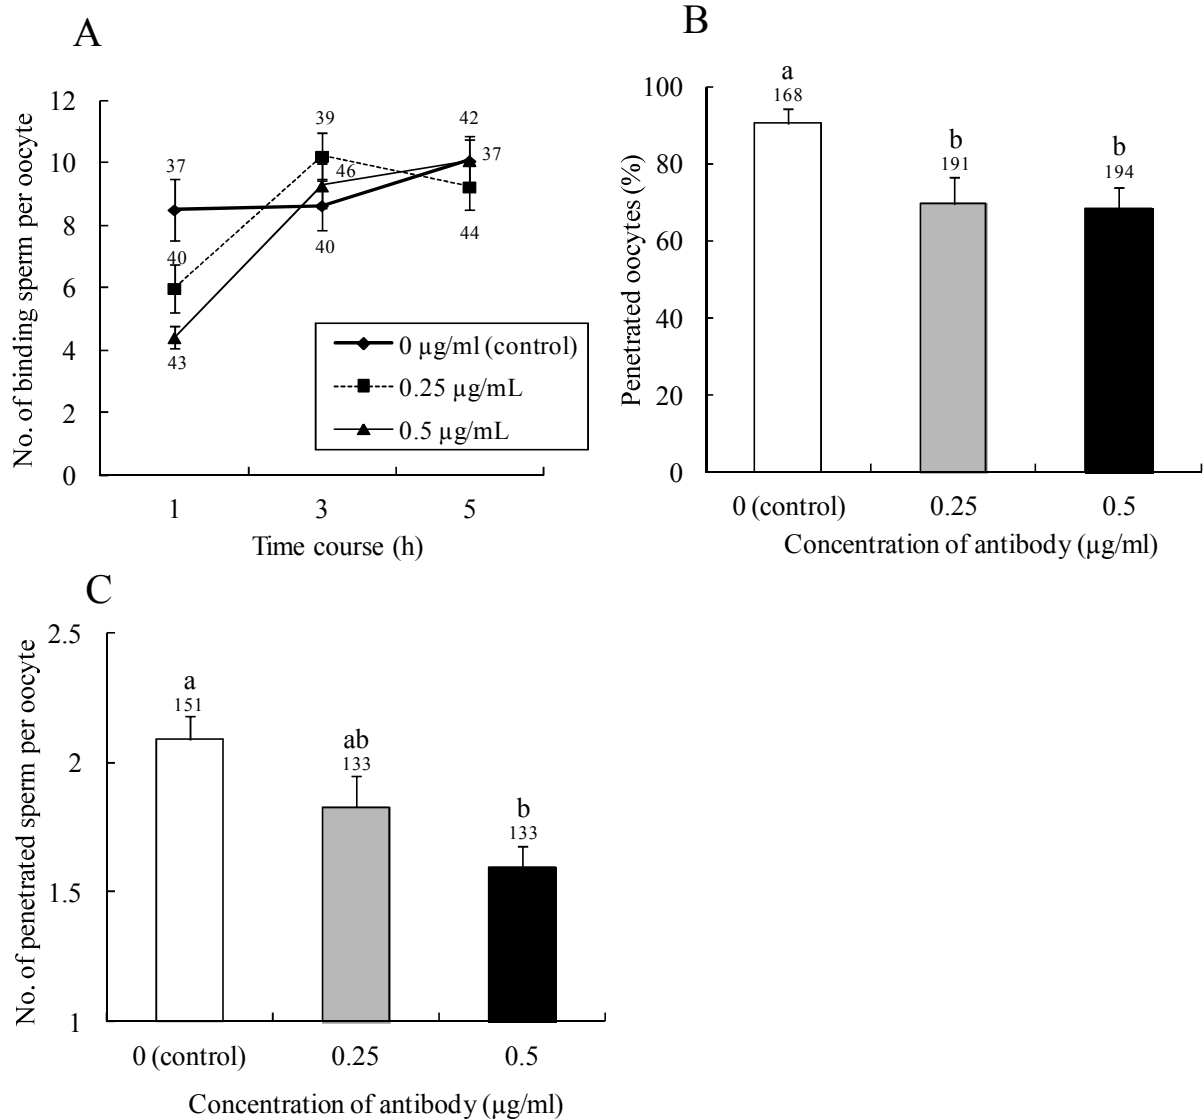 A
No. of binding sperm per oocyte
12
10
8
6
4
2
0
37
40
43
39
46
40
42
37
44
0 µg/ml (control)
0.25 µg/mL
0.5 µg/mL
1 3 5
Time course (h)
B
Penetrated oocytes (%)
100
80
60
40
20
0
a
168
b
191
b
194
0 (control) 0.25 0.5
Concentration of antibody (µg/ml)
C
No. of penetrated sperm per oocyte
2.5
2
1.5
1
a
151
ab
133
b
133
0 (control) 0.25 0.5
Concentration of antibody (µg/ml)